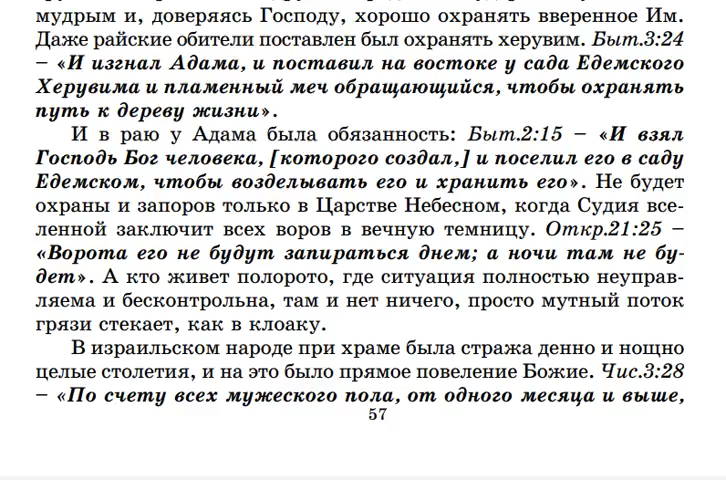 мудрым и, доверяясь Господу, хорошо охранять вверенное Им.
Даже райские обители поставлен был охранять херувим. Быт.3:24
– «И изгнал Адама, и поставил на востоке у сада Едемского
Херувима и пламенный меч обращающийся, чтобы охранять
путь к дереву жизни».
И в раю у Адама была обязанность: Быт.2:15 – «И взял
Господь Бог человека, [которого создал,] и поселил его в саду
Едемском, чтобы возделывать его и хранить его». Не будет
охраны и запоров только в Царстве Небесном, когда Судия все-
ленной заключит всех воров в вечную темницу. Откр.21:25 –
«Ворота его не будут запираться днем; а ночи там не бу-
дет». А кто живет полорото, где ситуация полностью неуправ-
ляема и бесконтрольна, там и нет ничего, просто мутный поток
грязи стекает, как в клоаку.
В израильском народе при храме была стража денно и нощно
целые столетия, и на это было прямое повеление Божие. Чис.3:28
– «По счету всех мужеского пола, от одного месяца и выше,
57